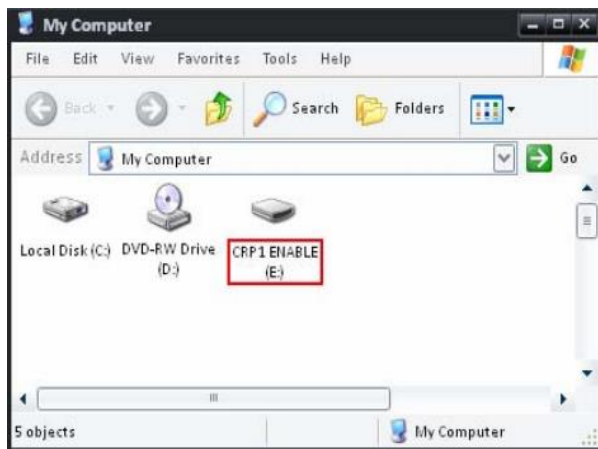 My Computer
File Edit View Favorites Tools Help
Back Search Folders
Address My Computer Go
Local Disk (C:) DVD-RW Drive (D:) CRP1 ENABLE (E:)
5 objects My Computer